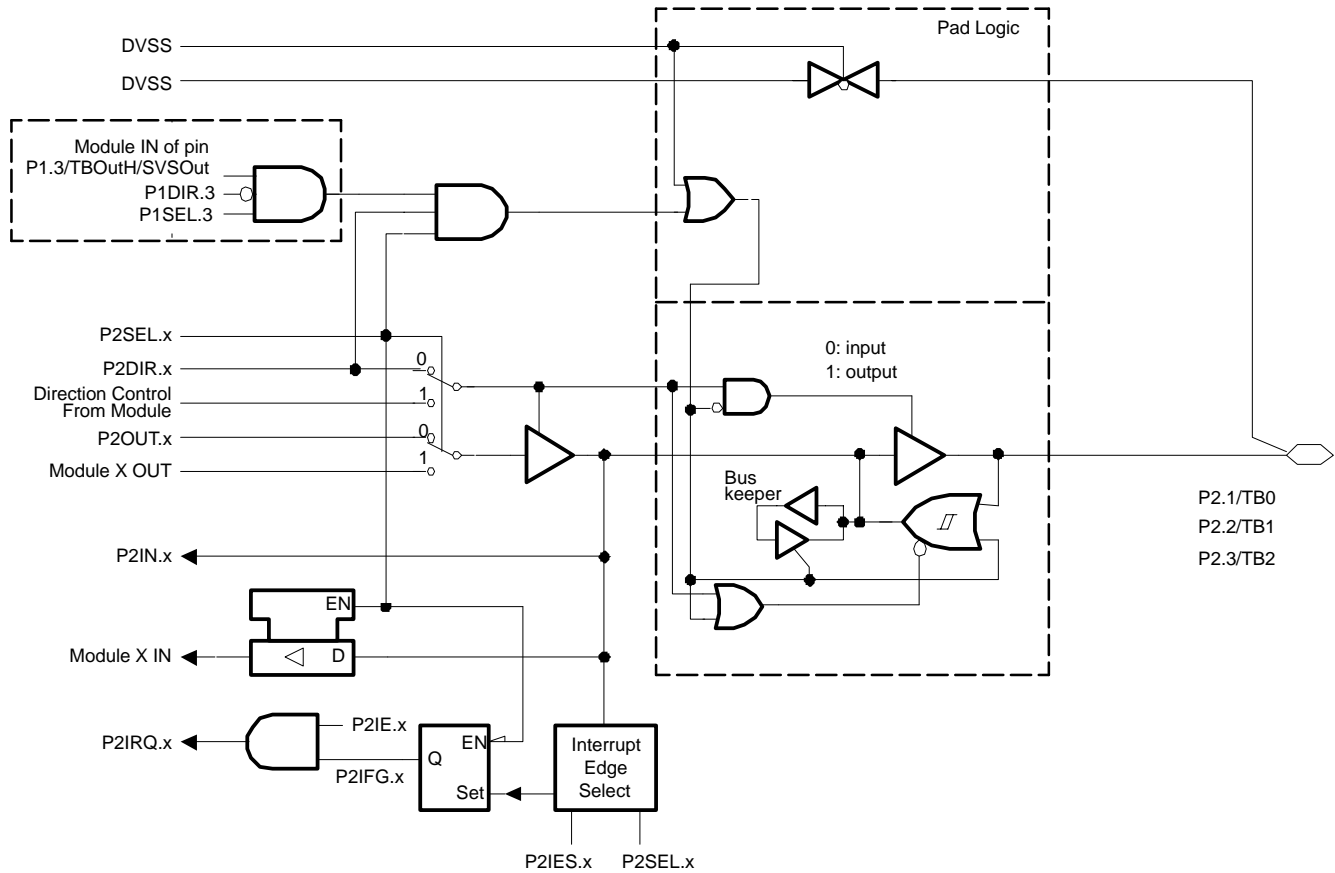 Pad Logic
DVSS
DVSS
Module IN of pin
P1.3/TBOutH/SVSOut
P1DIR.3
P1SEL.3
P2SEL.x
P2DIR.x
0
Direction Control
From Module
1
P2OUT.x
0
Module X OUT
1
0: input
1: output
Bus
keeper
P2.1/TB0
P2.2/TB1
P2.3/TB2
P2IN.x
EN
Module X IN
D
P2IRQ.x
P2IE.x
P2IFG.x
EN
Q
Set
Interrupt
Edge
Select
P2IES.x
P2SEL.x